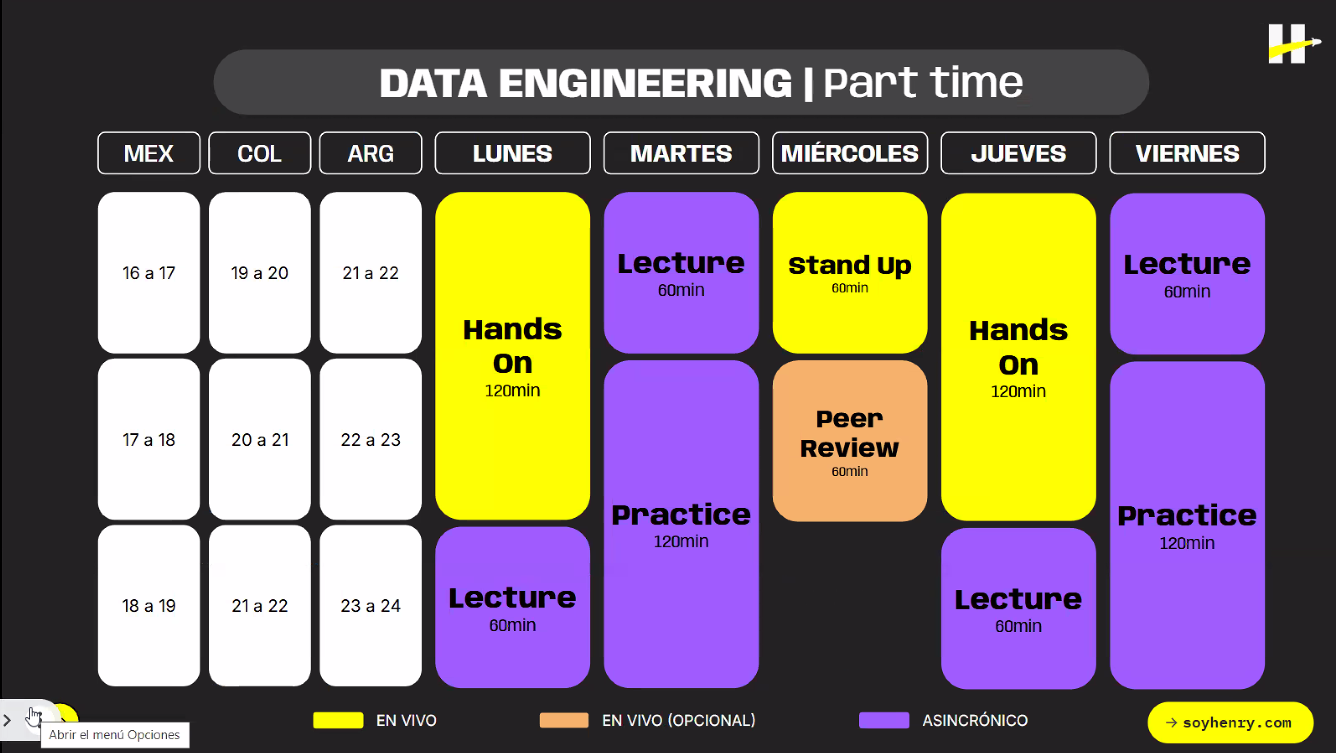 H
DATA ENGINEERING | Part time
MEX COL ARG LUNES MARTES MIÉRCOLES JUEVES VIERNES
16 a 17 19 a 20 21 a 22
17 a 18 20 a 21 22 a 23
18 a 19 21 a 22 23 a 24
Hands
On
120min
Lecture
60min
Lecture
60min
Practice
120min
Stand Up
60min
Peer
Review
60min
Hands
On
120min
Lecture
60min
Lecture
60min
Practice
120min
EN VIVO EN VIVO (OPCIONAL) ASINCRÓNICO
→ soyhenry.com
Abrir el menú Opciones